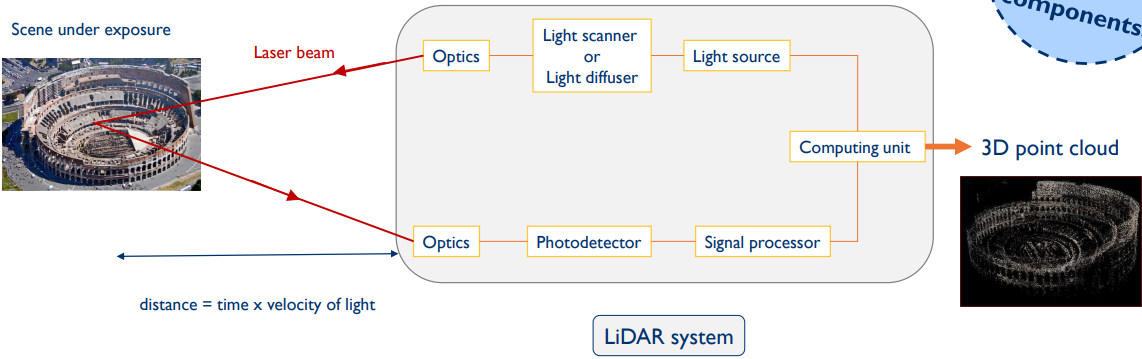 components
Scene under exposure
Laser beam
Optics
Light scanner
or
Light diffuser
Light source
Computing unit
3D point cloud
Optics
Photodetector
Signal processor
distance = time x velocity of light
LiDAR system